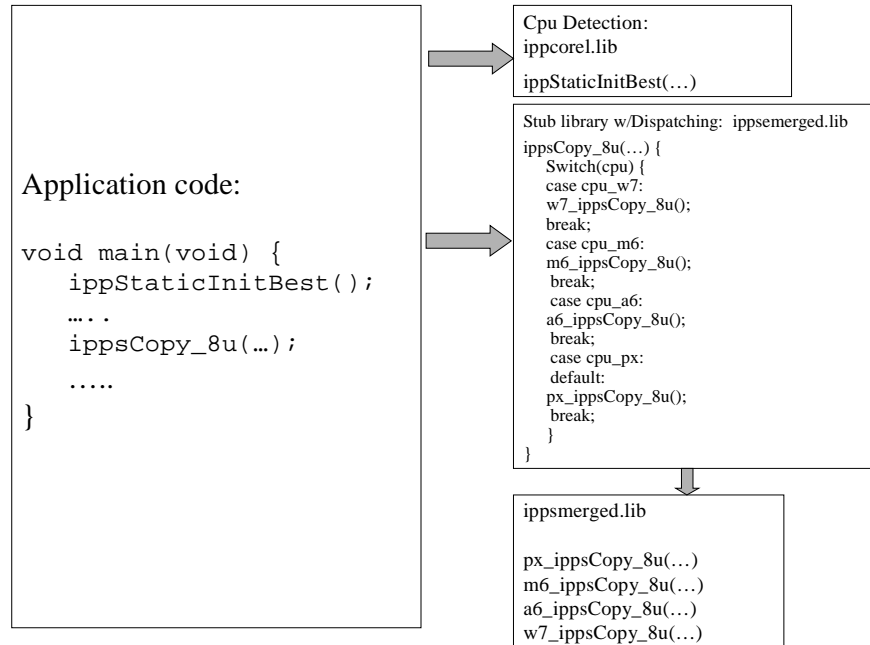 Application code:
void main(void) {
ippStaticInitBest();
…..
ippsCopy_8u(…);
…..
}
Cpu Detection:
ippcorel.lib
ippStaticInitBest(…)
Stub library w/Dispatching: ippsemerged.lib
ippsCopy_8u(…) {
Switch(cpu) {
case cpu_w7:
w7_ippsCopy_8u();
break;
case cpu_m6:
m6_ippsCopy_8u();
break;
case cpu_a6:
a6_ippsCopy_8u();
break;
case cpu_px:
default:
px_ippsCopy_8u();
break;
}
}
ippsmerged.lib
px_ippsCopy_8u(…)
m6_ippsCopy_8u(…)
a6_ippsCopy_8u(…)
w7_ippsCopy_8u(…)